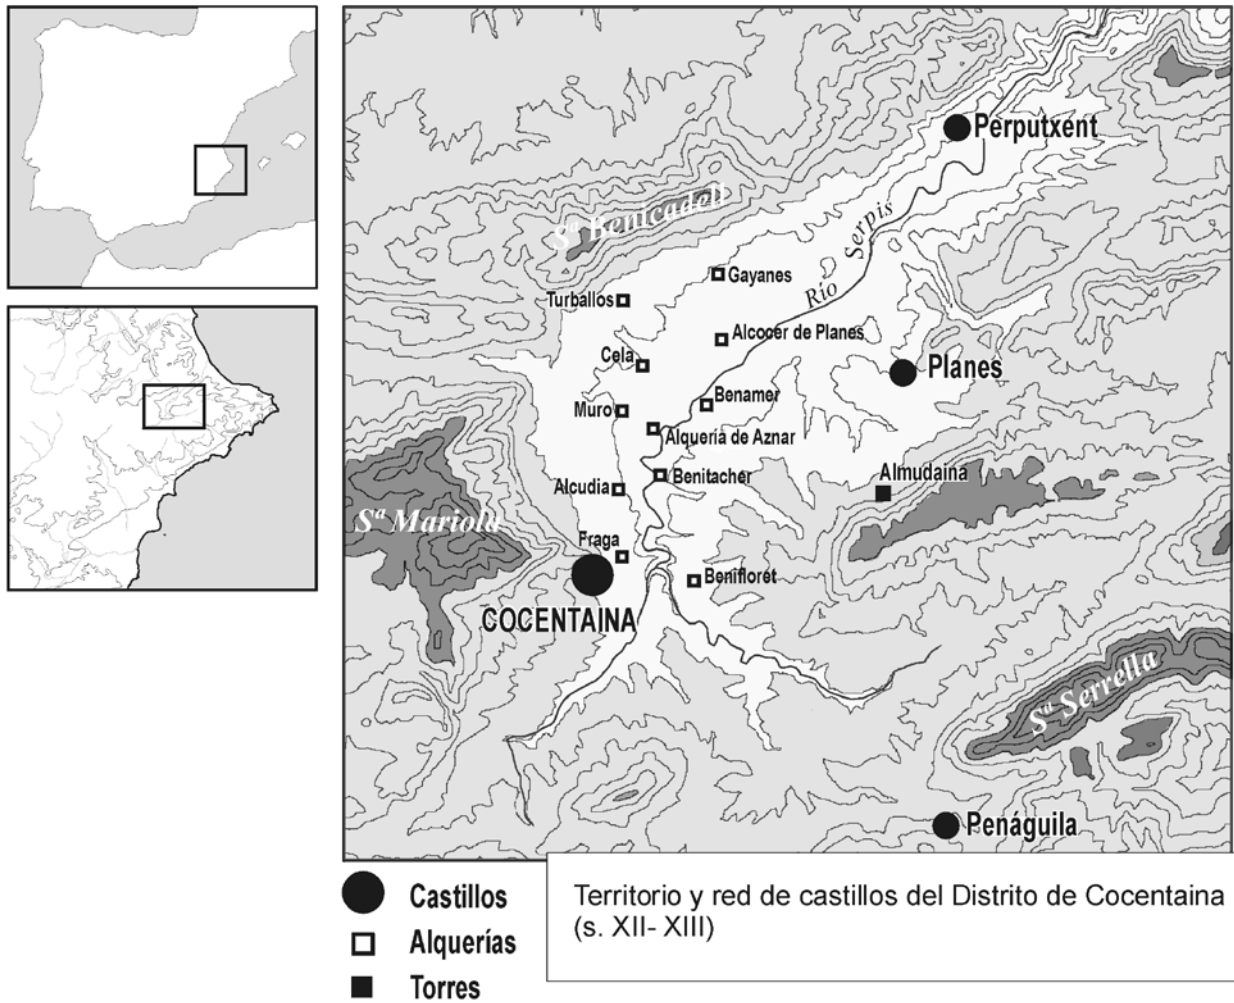 Perputxent
Sª Benicadell
Río Serpis
Gayanes
Turballos
Alcocer de Planes
Cela
Planes
Benamer
Muro
Alquería de Aznar
Almudaina
Benitacher
Alcudia
Sª Mariola
Fraga
Benifloret
COCENTAINA
Sª Serrella
Penáguila
Castillos
Alquerías
Torres
Territorio y red de castillos del Distrito de Cocentaina
(s. XII- XIII)